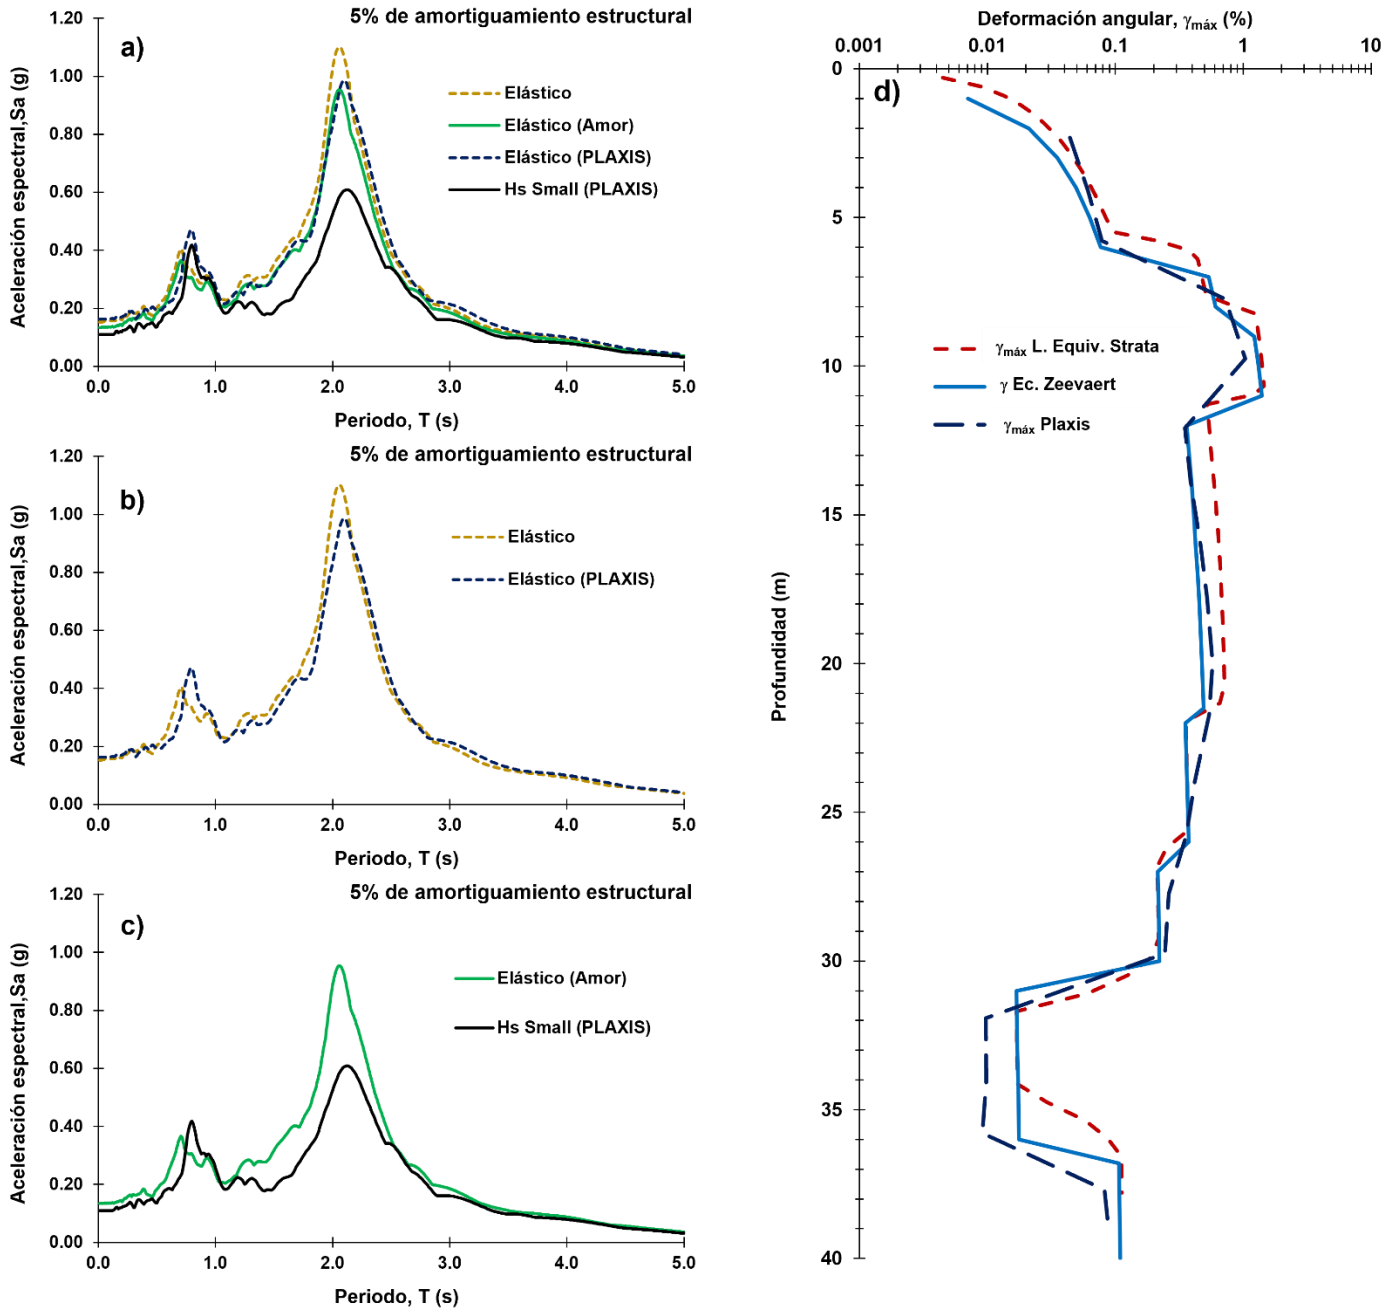 5% de amortiguamiento estructural
a)
Aceleración espectral,Sa (g)
1.20
1.00
0.80
0.60
0.40
0.20
0.00
Elástico
Elástico (Amor)
Elástico (PLAXIS)
Hs Small (PLAXIS)
0.0 1.0 2.0 3.0 4.0 5.0
Periodo, T (s)
5% de amortiguamiento estructural
b)
Aceleración espectral,Sa (g)
1.20
1.00
0.80
0.60
0.40
0.20
0.00
Elástico
Elástico (PLAXIS)
0.0 1.0 2.0 3.0 4.0 5.0
Periodo, T (s)
5% de amortiguamiento estructural
c)
Aceleración espectral,Sa (g)
1.20
1.00
0.80
0.60
0.40
0.20
0.00
Elástico (Amor)
Hs Small (PLAXIS)
0.0 1.0 2.0 3.0 4.0 5.0
Periodo, T (s)
Deformación angular, γmáx (%)
0.001 0.01 0.1 1 10
d)
Profundidad (m)
0
5
10
15
20
25
30
35
40
γmáx L. Equiv. Strata
γ Ec. Zeevaert
γmáx Plaxis